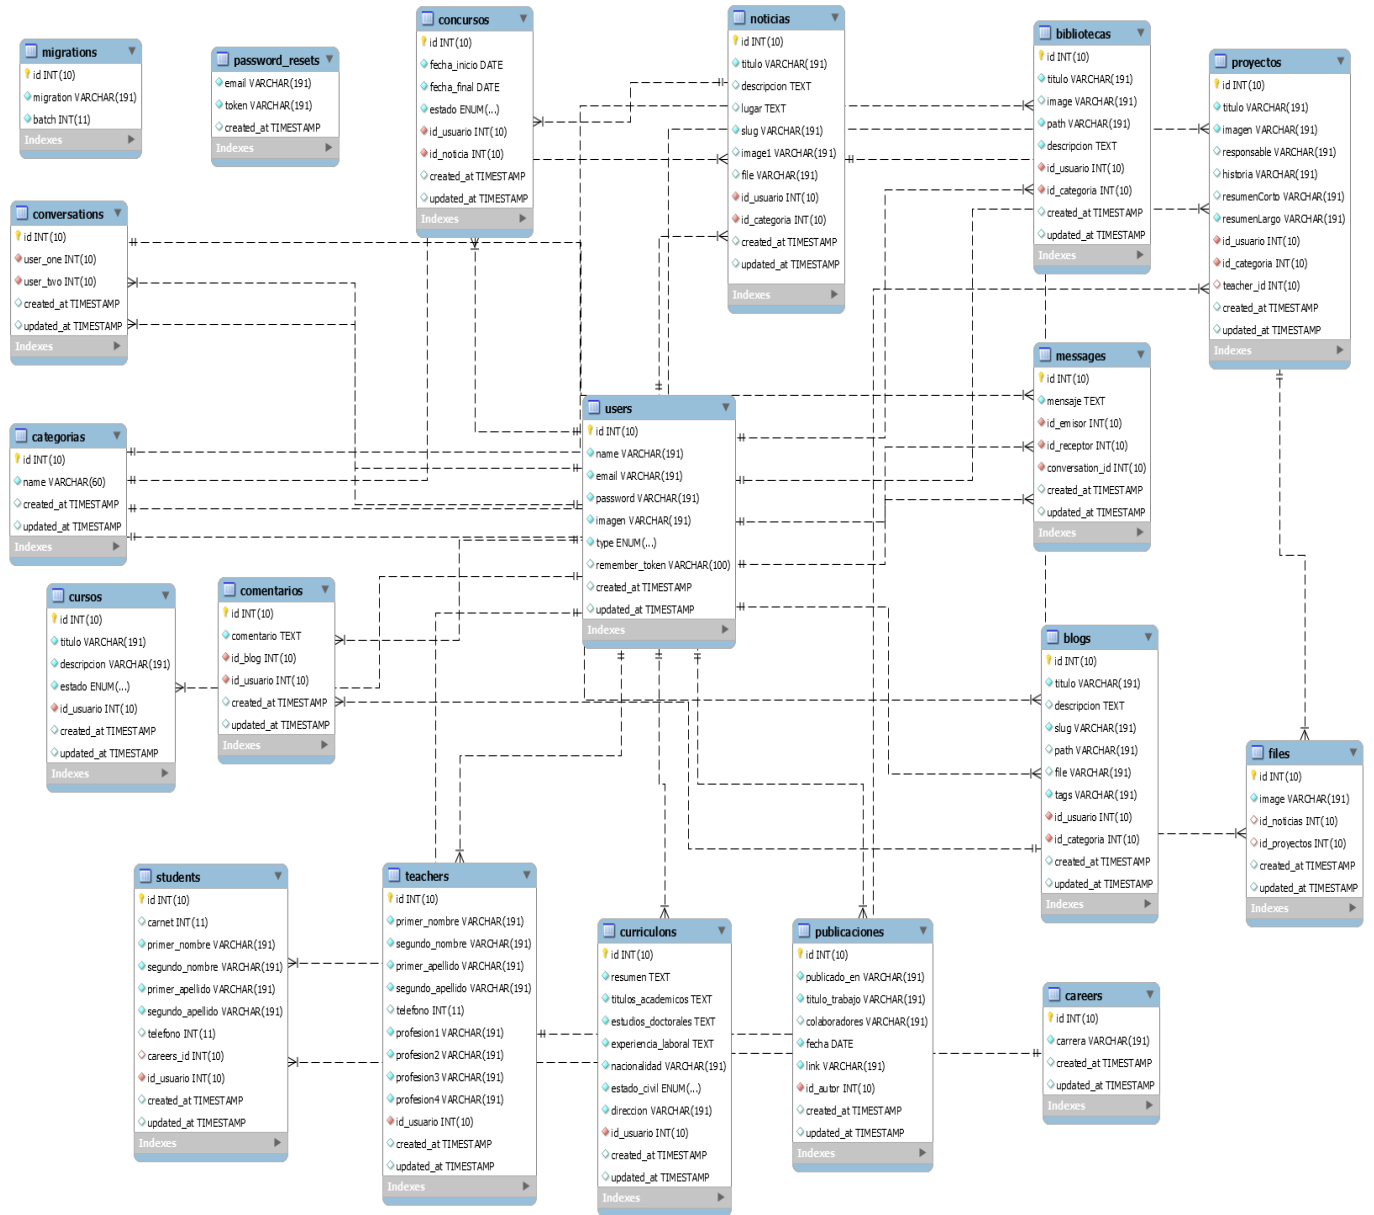 migrations
id INT(10)
migration VARCHAR(191)
batch INT(11)
Indexes
password_resets
email VARCHAR(191)
token VARCHAR(191)
created_at TIMESTAMP
Indexes
concursos
id INT(10)
fecha_inicio DATE
fecha_final DATE
estado ENUM(...)
id_usuario INT(10)
id_noticia INT(10)
created_at TIMESTAMP
updated_at TIMESTAMP
Indexes
noticias
id INT(10)
titulo VARCHAR(191)
descripcion TEXT
lugar TEXT
slug VARCHAR(191)
image1 VARCHAR(191)
file VARCHAR(191)
id_usuario INT(10)
id_categoria INT(10)
created_at TIMESTAMP
updated_at TIMESTAMP
Indexes
bibliotecas
id INT(10)
titulo VARCHAR(191)
image VARCHAR(191)
path VARCHAR(191)
descripcion TEXT
id_usuario INT(10)
id_categoria INT(10)
created_at TIMESTAMP
updated_at TIMESTAMP
Indexes
proyectos
id INT(10)
titulo VARCHAR(191)
imagen VARCHAR(191)
responsable VARCHAR(191)
historia VARCHAR(191)
resumenCorto VARCHAR(191)
resumenLargo VARCHAR(191)
id_usuario INT(10)
id_categoria INT(10)
teacher_id INT(10)
created_at TIMESTAMP
updated_at TIMESTAMP
Indexes
conversations
id INT(10)
user_one INT(10)
user_two INT(10)
created_at TIMESTAMP
updated_at TIMESTAMP
Indexes
messages
id INT(10)
mensaje TEXT
id_emisor INT(10)
id_receptor INT(10)
conversation_id INT(10)
created_at TIMESTAMP
updated_at TIMESTAMP
Indexes
users
id INT(10)
name VARCHAR(191)
email VARCHAR(191)
password VARCHAR(191)
imagen VARCHAR(191)
type ENUM(...)
remember_token VARCHAR(100)
created_at TIMESTAMP
updated_at TIMESTAMP
Indexes
categorias
id INT(10)
name VARCHAR(60)
created_at TIMESTAMP
updated_at TIMESTAMP
Indexes
cursos
id INT(10)
titulo VARCHAR(191)
descripcion VARCHAR(191)
estado ENUM(...)
id_usuario INT(10)
created_at TIMESTAMP
updated_at TIMESTAMP
Indexes
comentarios
id INT(10)
comentario TEXT
id_blog INT(10)
id_usuario INT(10)
created_at TIMESTAMP
updated_at TIMESTAMP
Indexes
blogs
id INT(10)
titulo VARCHAR(191)
descripcion TEXT
slug VARCHAR(191)
path VARCHAR(191)
file VARCHAR(191)
tags VARCHAR(191)
id_usuario INT(10)
id_categoria INT(10)
created_at TIMESTAMP
updated_at TIMESTAMP
Indexes
files
id INT(10)
image VARCHAR(191)
id_noticias INT(10)
id_proyectos INT(10)
created_at TIMESTAMP
updated_at TIMESTAMP
Indexes
students
id INT(10)
carnet INT(11)
primer_nombre VARCHAR(191)
segundo_nombre VARCHAR(191)
primer_apellido VARCHAR(191)
segundo_apellido VARCHAR(191)
telefono INT(11)
careers_id INT(10)
id_usuario INT(10)
created_at TIMESTAMP
updated_at TIMESTAMP
Indexes
teachers
id INT(10)
primer_nombre VARCHAR(191)
segundo_nombre VARCHAR(191)
primer_apellido VARCHAR(191)
segundo_apellido VARCHAR(191)
telefono INT(11)
profesion1 VARCHAR(191)
profesion2 VARCHAR(191)
profesion3 VARCHAR(191)
profesion4 VARCHAR(191)
id_usuario INT(10)
created_at TIMESTAMP
updated_at TIMESTAMP
Indexes
curriculons
id INT(10)
resumen TEXT
titulos_academicos TEXT
estudios_doctorales TEXT
experiencia_laboral TEXT
nacionalidad VARCHAR(191)
estado_civil ENUM(...)
direccion VARCHAR(191)
id_usuario INT(10)
created_at TIMESTAMP
updated_at TIMESTAMP
Indexes
publicaciones
id INT(10)
publicado_en VARCHAR(191)
titulo_trabajo VARCHAR(191)
colaboradores VARCHAR(191)
fecha DATE
link VARCHAR(191)
id_autor INT(10)
created_at TIMESTAMP
updated_at TIMESTAMP
Indexes
careers
id INT(10)
carrera VARCHAR(191)
created_at TIMESTAMP
updated_at TIMESTAMP
Indexes